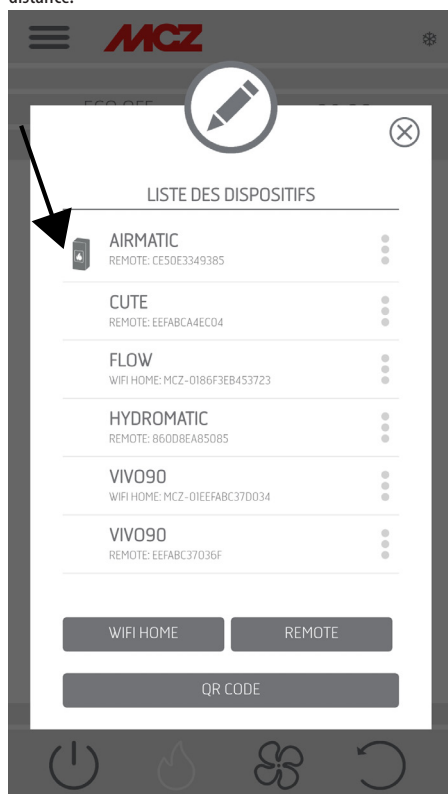 distance.
MCZ
LISTE DES DISPOSITIFS
AIRMATIC
REMOTE: CE50E3349385
CUTE
REMOTE: EEFABCA4EC04
FLOW
WIFI HOME: MCZ-0186F3EB453723
HYDROMATIC
REMOTE: 860D8EA85085
VIVO90
WIFI HOME: MCZ-01EEFABC37D034
VIVO90
REMOTE: EEFABC37036F
WIFI HOME
REMOTE
QR CODE